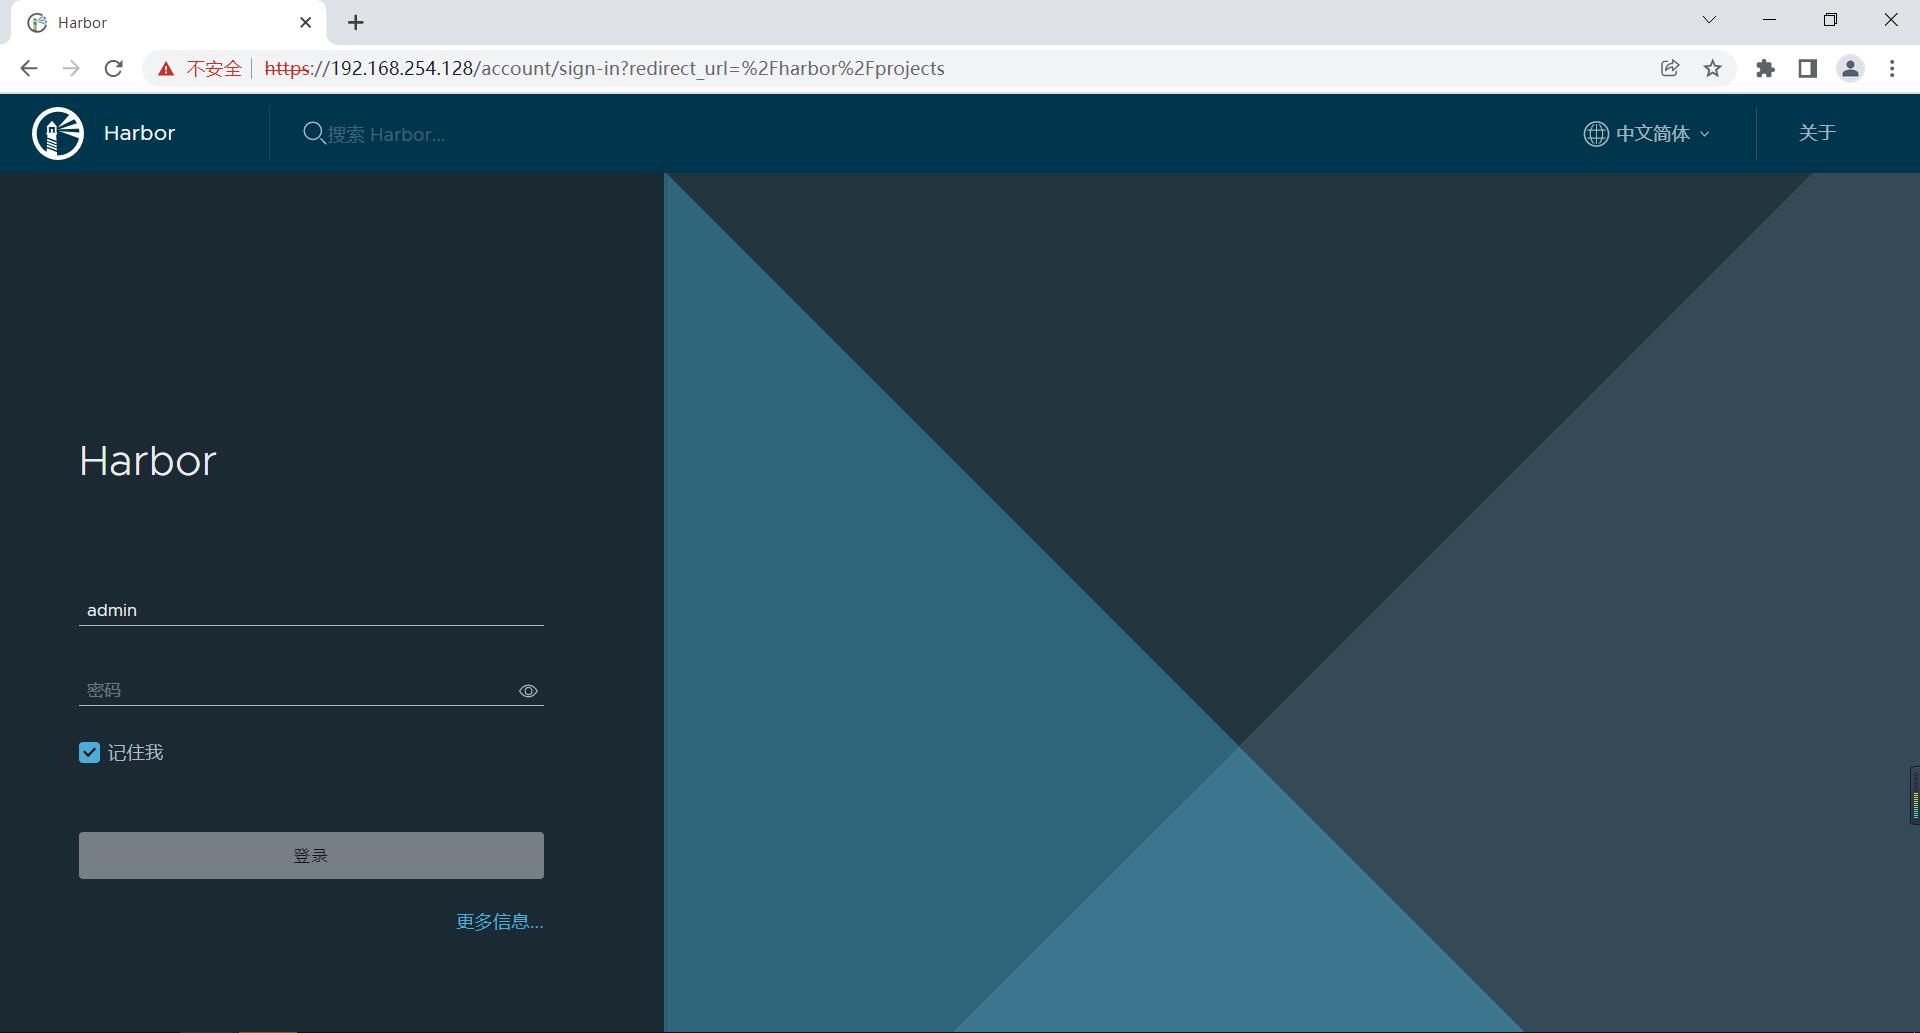 Harbor
不安全
https://192.168.254.128/account/sign-in?redirect_url=%2Fharbor%2Fprojects
Harbor
搜索 Harbor...
中文简体
关于
Harbor
admin
密码
记住我
登录
更多信息...